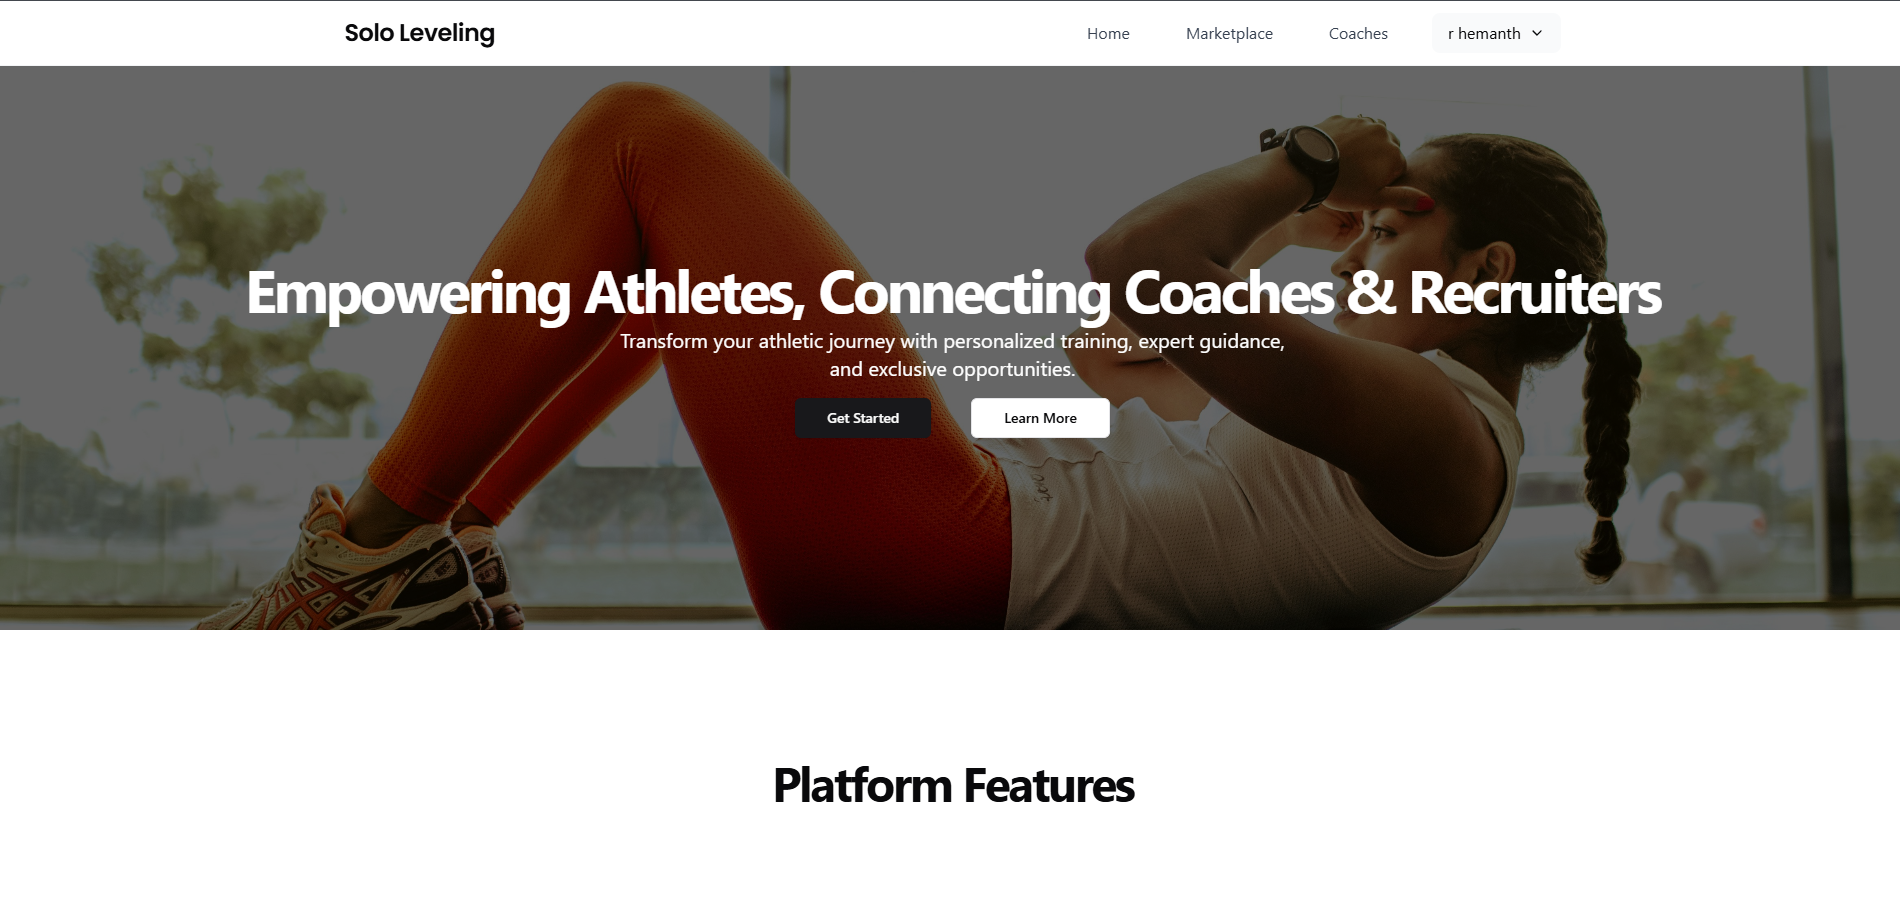 Solo Leveling
Home Marketplace Coaches r hemanth
Empowering Athletes, Connecting Coaches & Recruiters
Transform your athletic journey with personalized training, expert guidance,
and exclusive opportunities.
Get Started Learn More
Platform Features